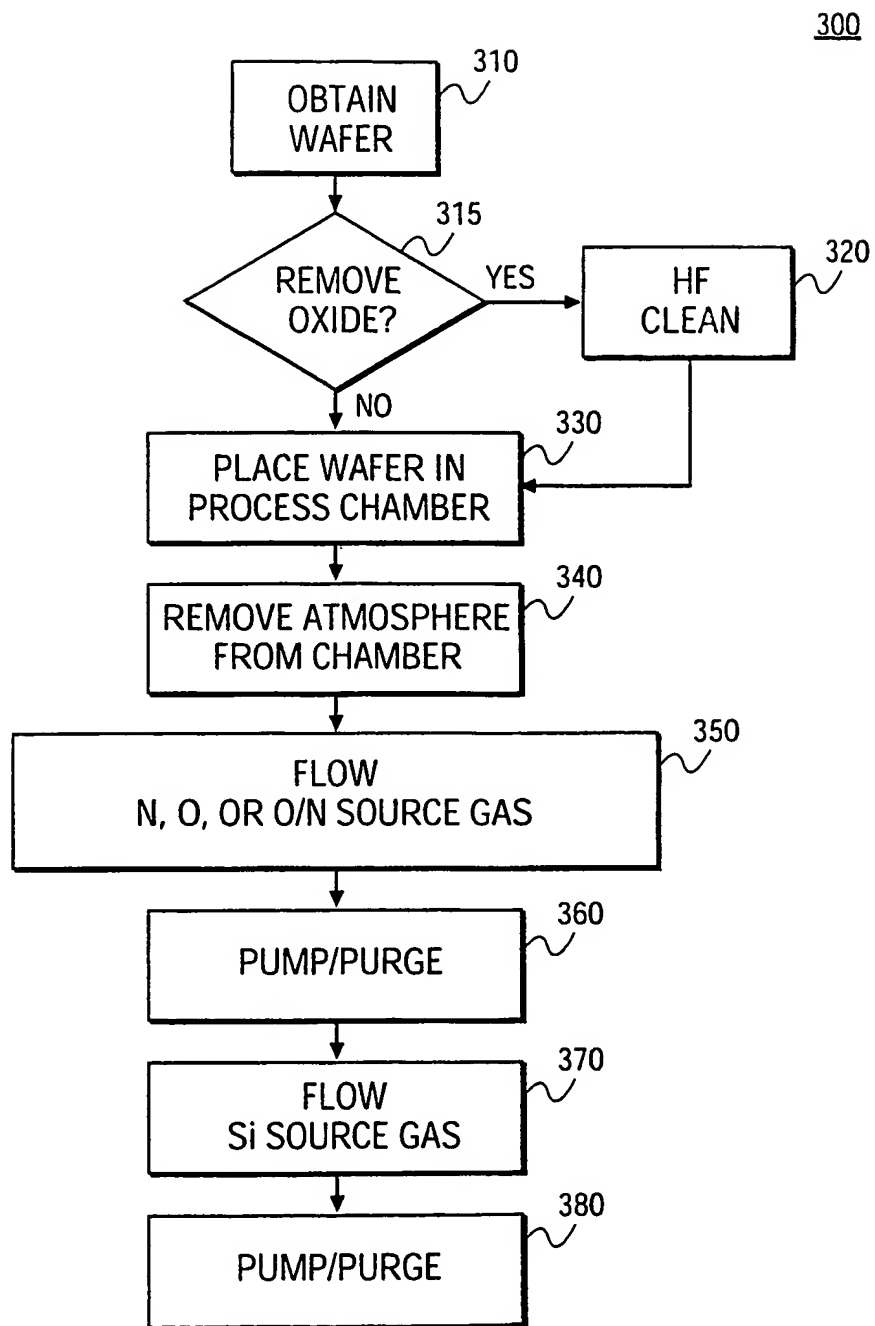 300
310
OBTAIN
WAFER
315
REMOVE
OXIDE?
YES
320
HF
CLEAN
NO
330
PLACE WAFER IN
PROCESS CHAMBER
340
REMOVE ATMOSPHERE
FROM CHAMBER
350
FLOW
N, O, OR O/N SOURCE GAS
360
PUMP/PURGE
370
FLOW
Si SOURCE GAS
380
PUMP/PURGE